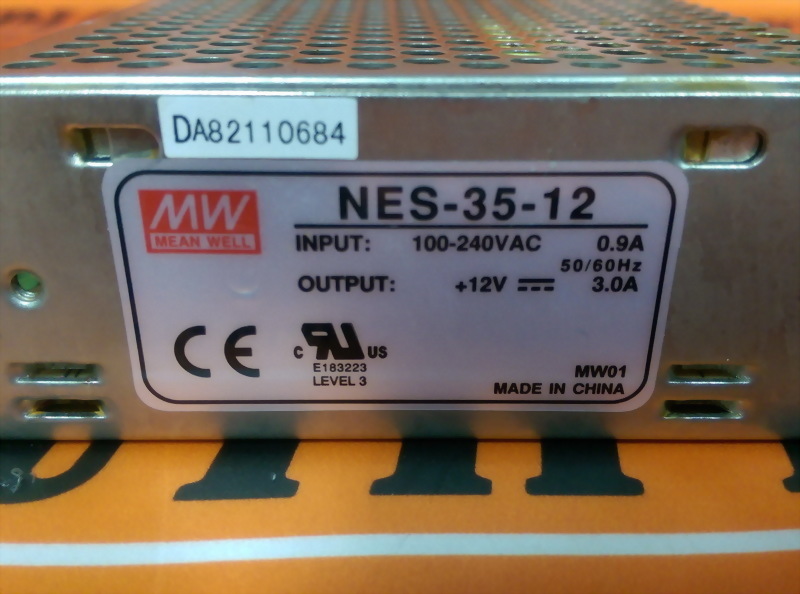 DA82110684
MW
MEAN WELL
NES-35-12
INPUT: 100-240VAC 0.9A
50/60Hz
OUTPUT: +12V 3.0A
CE
c RU US
E183223
LEVEL 3
MW01
MADE IN CHINA